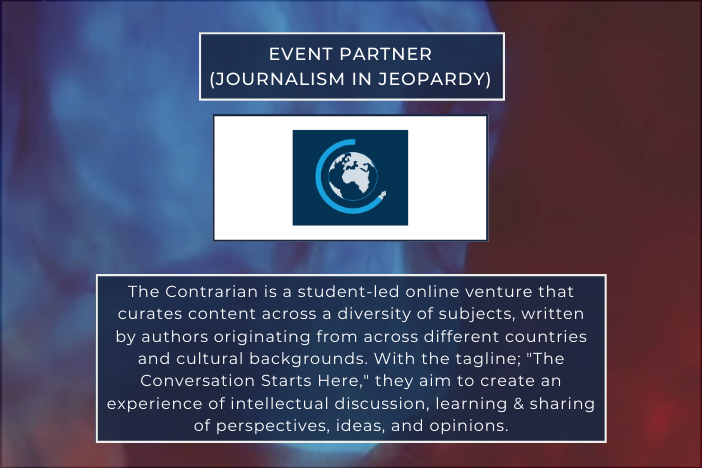 EVENT PARTNER
(JOURNALISM IN JEOPARDY)
The Contrarian is a student-led online venture that
curates content across a diversity of subjects, written
by authors originating from across different countries
and cultural backgrounds. With the tagline; "The
Conversation Starts Here," they aim to create an
experience of intellectual discussion, learning & sharing
of perspectives, ideas, and opinions.